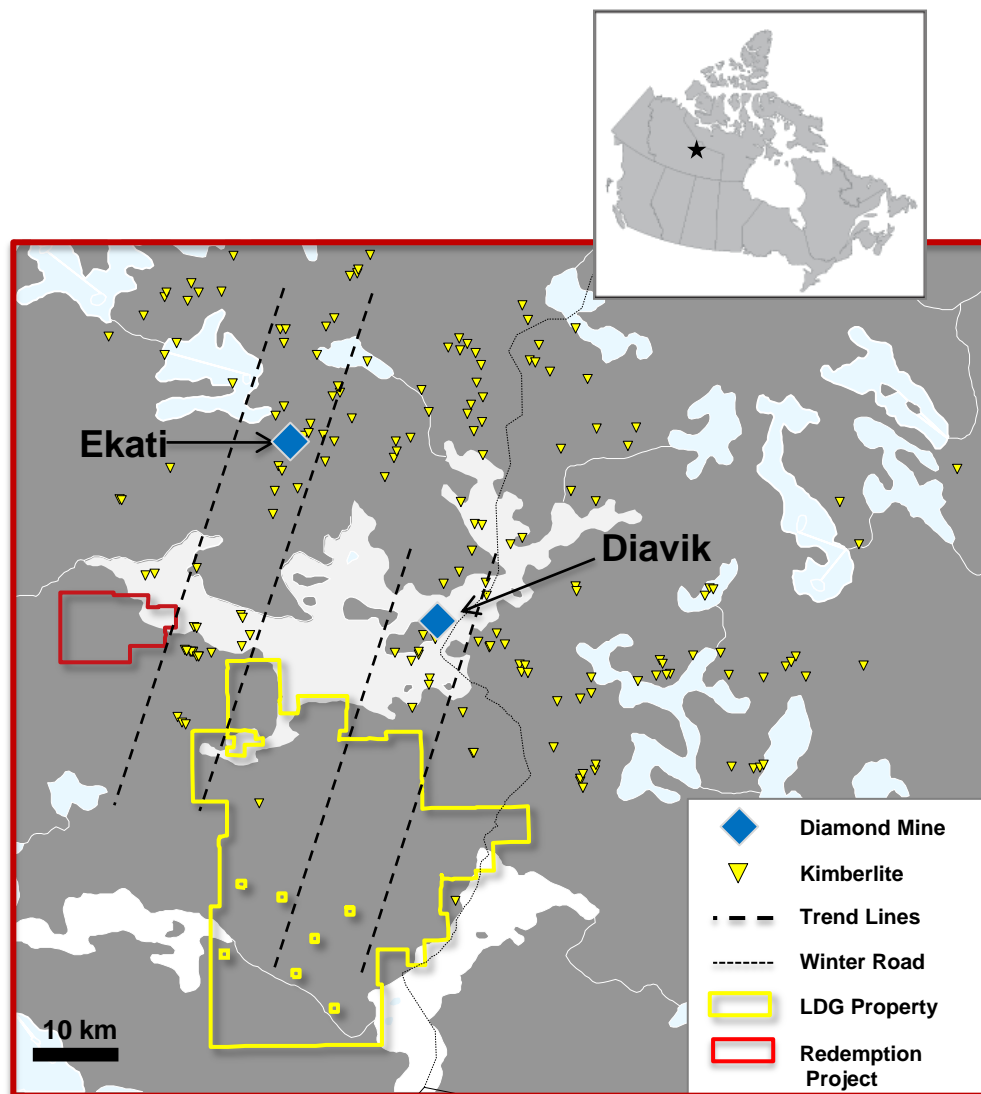 Ekati
Diavik
Diamond Mine
Kimberlite
Trend Lines
Winter Road
LDG Property
Redemption
Project
10 km